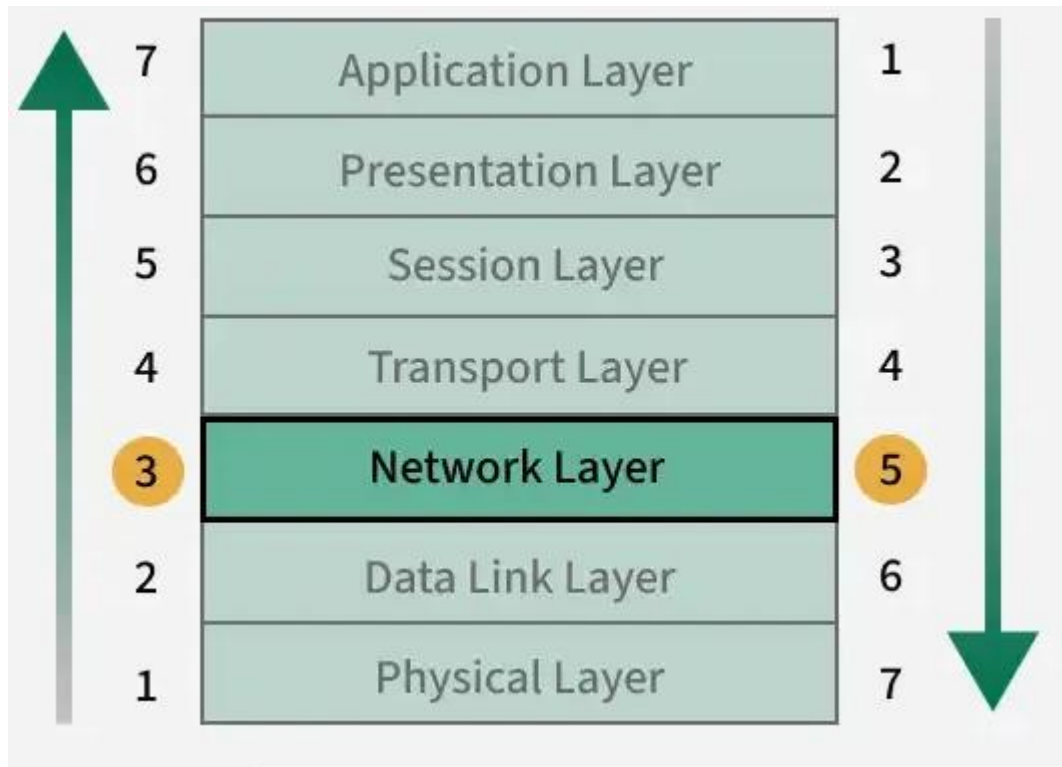 7 Application Layer 1
6 Presentation Layer 2
5 Session Layer 3
4 Transport Layer 4
3 Network Layer 5
2 Data Link Layer 6
1 Physical Layer 7